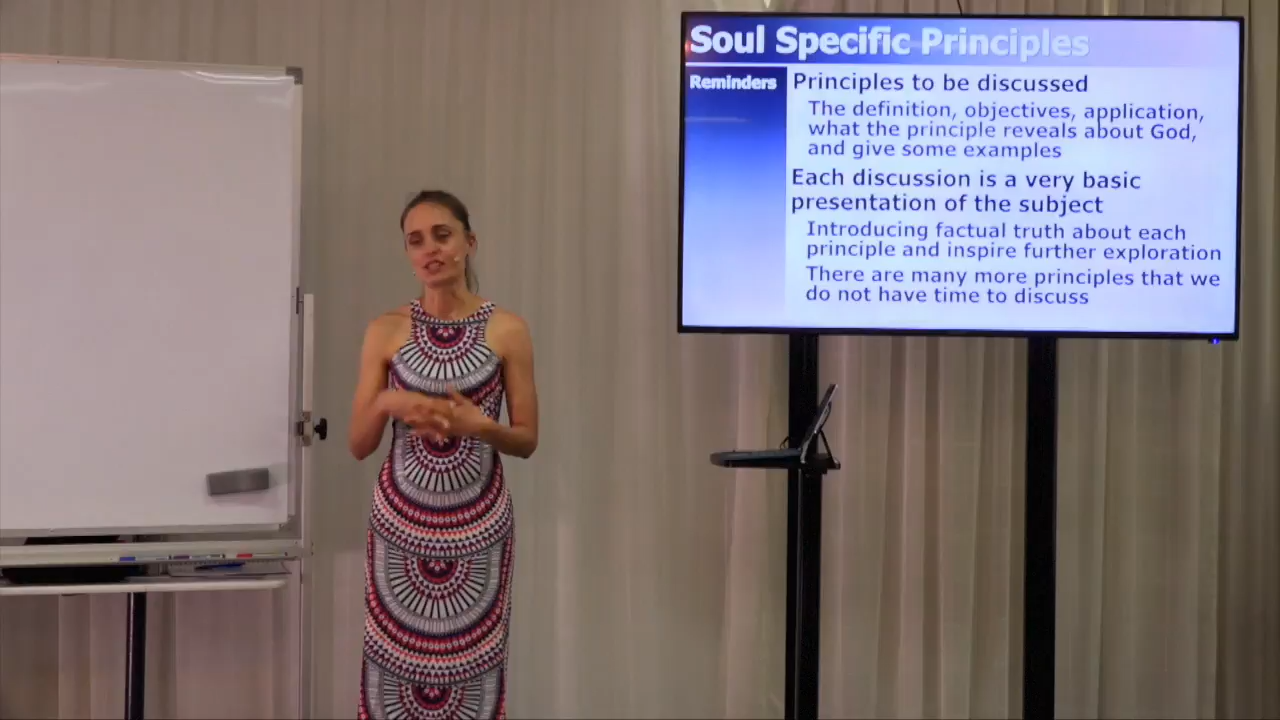 Soul Specific Principles
Reminders
Principles to be discussed
The definition, objectives, application,
what the principle reveals about God,
and give some examples
Each discussion is a very basic
presentation of the subject
Introducing factual truth about each
principle and inspire further exploration
There are many more principles that we
do not have time to discuss